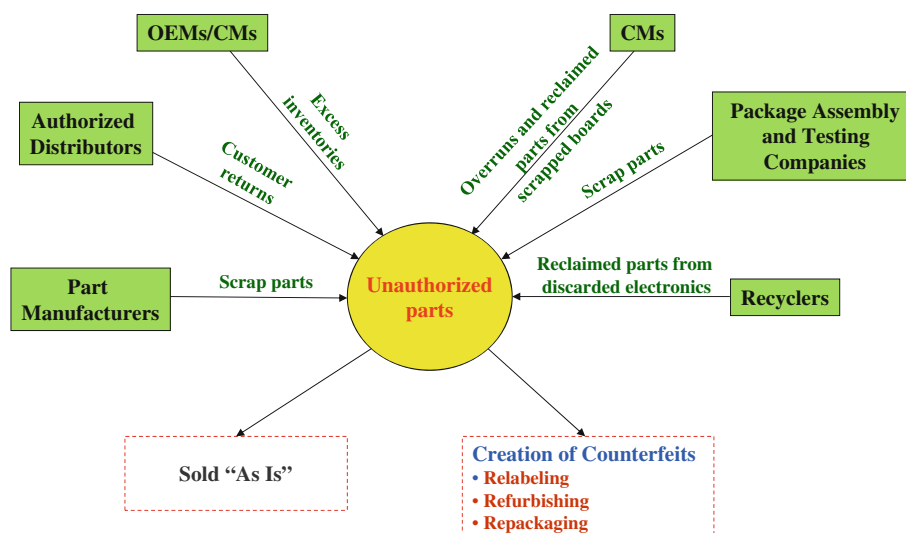 OEMs/CMs
CMs
Authorized
Distributors
Package Assembly
and Testing
Companies
Excess
inventories
Overruns and reclaimed
parts from
scrapped boards
Customer
returns
Scrap parts
Part
Manufacturers
Scrap parts
Unauthorized
parts
Reclaimed parts from
discarded electronics
Recyclers
Sold “As Is”
Creation of Counterfeits
• Relabeling
• Refurbishing
• Repackaging